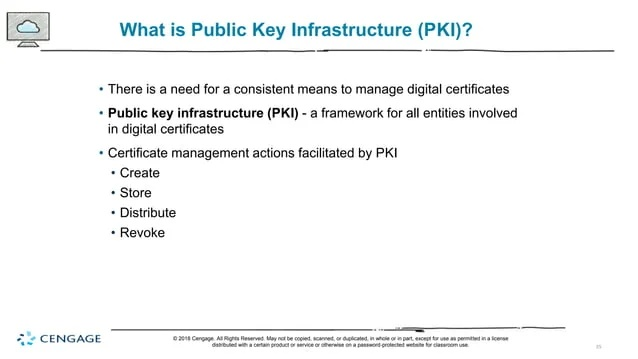 What is Public Key Infrastructure (PKI)?
• There is a need for a consistent means to manage digital certificates
• Public key infrastructure (PKI) - a framework for all entities involved
in digital certificates
• Certificate management actions facilitated by PKI
• Create
• Store
• Distribute
• Revoke
CENGAGE
© 2018 Cengage. All Rights Reserved. May not be copied, scanned, or duplicated, in whole or in part, except for use as permitted in a license
distributed with a certain product or service or otherwise on a password-protected website for classroom use.